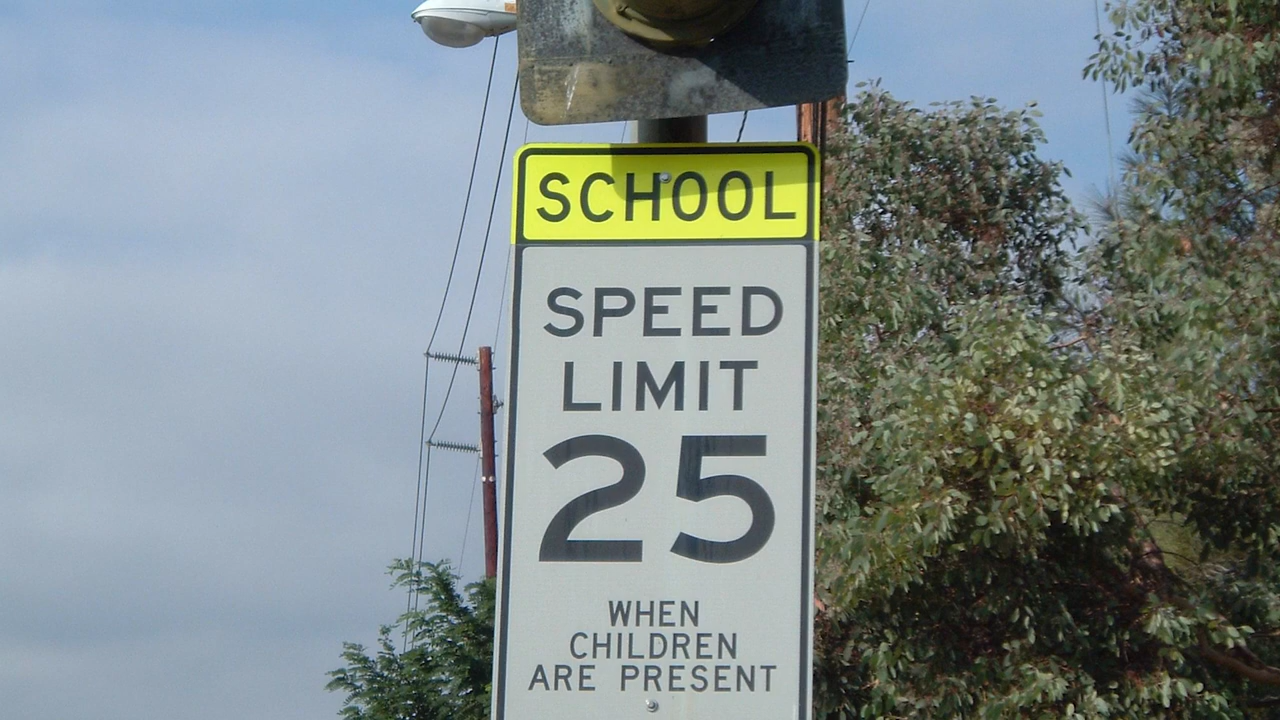 SCHOOL
SPEED
LIMIT
25
WHEN
CHILDREN
ARE PRESENT